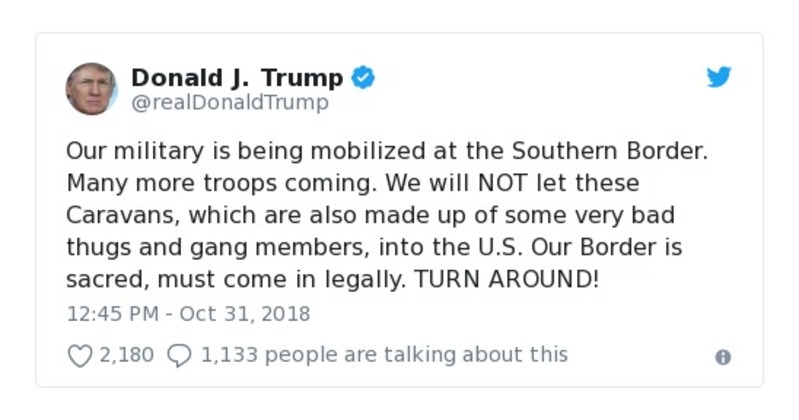 Donald J. Trump
@realDonaldTrump
Our military is being mobilized at the Southern Border.
Many more troops coming. We will NOT let these
Caravans, which are also made up of some very bad
thugs and gang members, into the U.S. Our Border is
sacred, must come in legally. TURN AROUND!
12:45 PM - Oct 31, 2018
2,180 1,133 people are talking about this